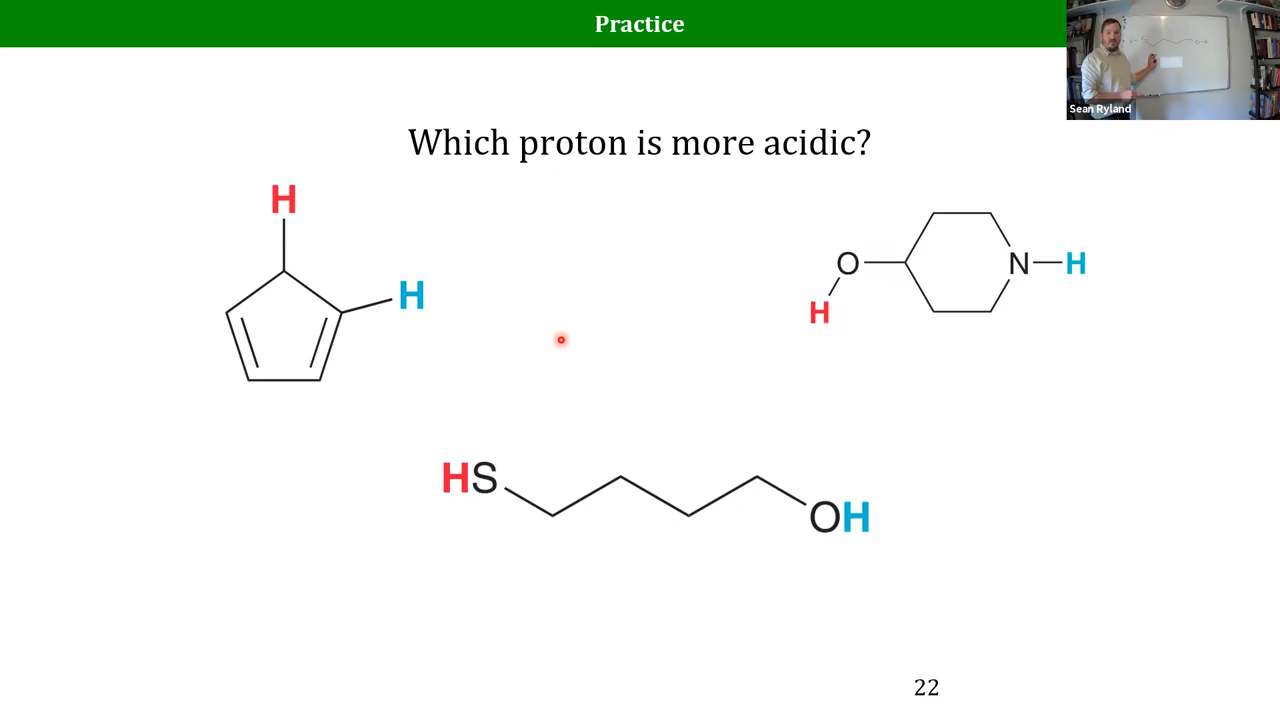 Practice
Sean Ryland
Which proton is more acidic?
H
H
O
N
H
H
HS
OH
22